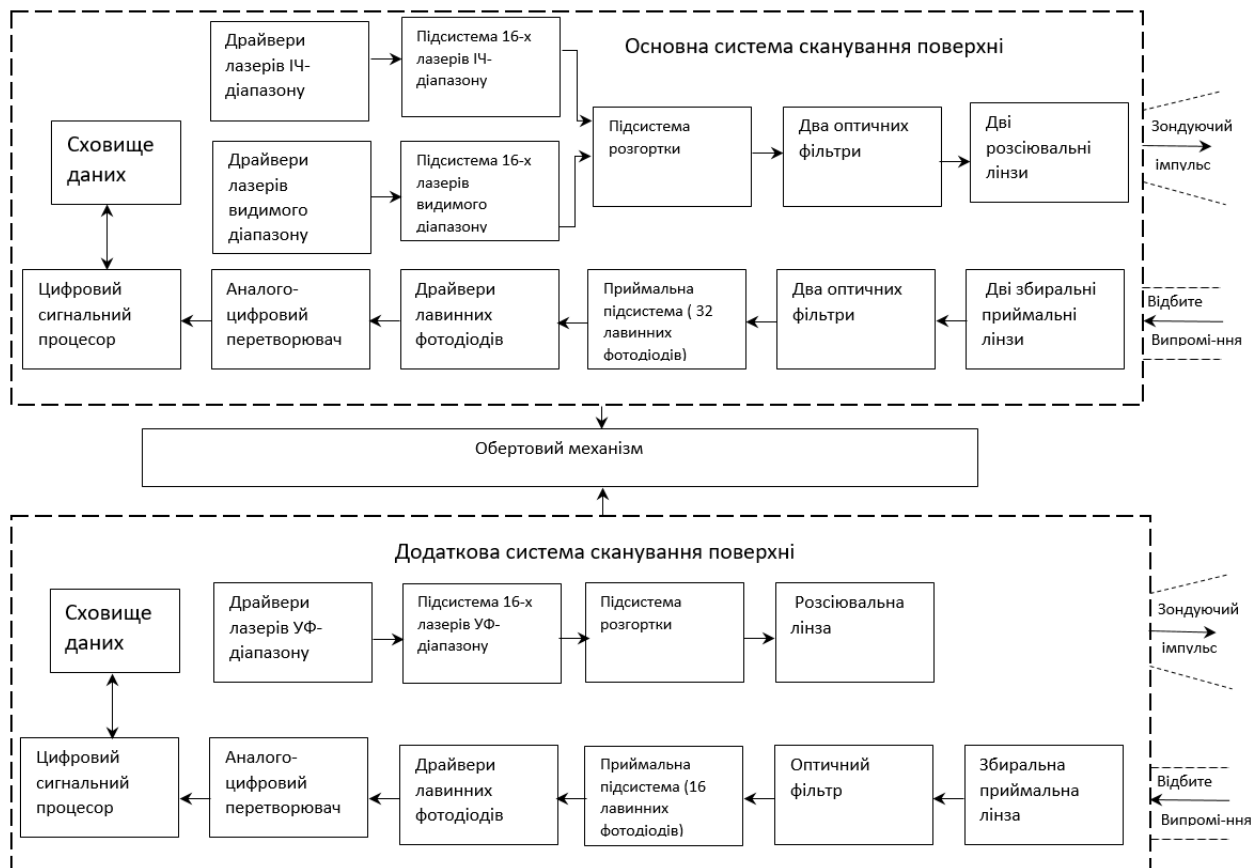 Основна система сканування поверхні
Драйвери
лазерів ІЧ-
діапазону
Підсистема 16-х
лазерів
ІЧ-діапазону
Сховище
даних
Драйвери
лазерів
видимого
діапазону
Підсистема 16-х
лазерів
видимого
діапазону
Підсистема
розгортки
Два оптичних
фільтри
Дві
розсіювальні
лінзи
Зондуючий
імпульс
Цифровий
сигнальний
процесор
Аналого-
цифровий
перетворювач
Драйвери
лавинних
фотодіодів
Приймальна
підсистема ( 32
лавинних
фотодіодів)
Два оптичних
фільтри
Дві збиральні
приймальні
лінзи
Відбите
Випромі-ння
Обертовий механізм
Додаткова система сканування поверхні
Сховище
даних
Драйвери
лазерів УФ-
діапазону
Підсистема 16-х
лазерів УФ-
діапазону
Підсистема
розгортки
Розсіювальна
лінза
Зондуючий
імпульс
Цифровий
сигнальний
процесор
Аналого-
цифровий
перетворювач
Драйвери
лавинних
фотодіодів
Приймальна
підсистема (16
лавинних
фотодіодів)
Оптичний
фільтр
Збиральна
приймальна
лінза
Відбите
Випромі-ння